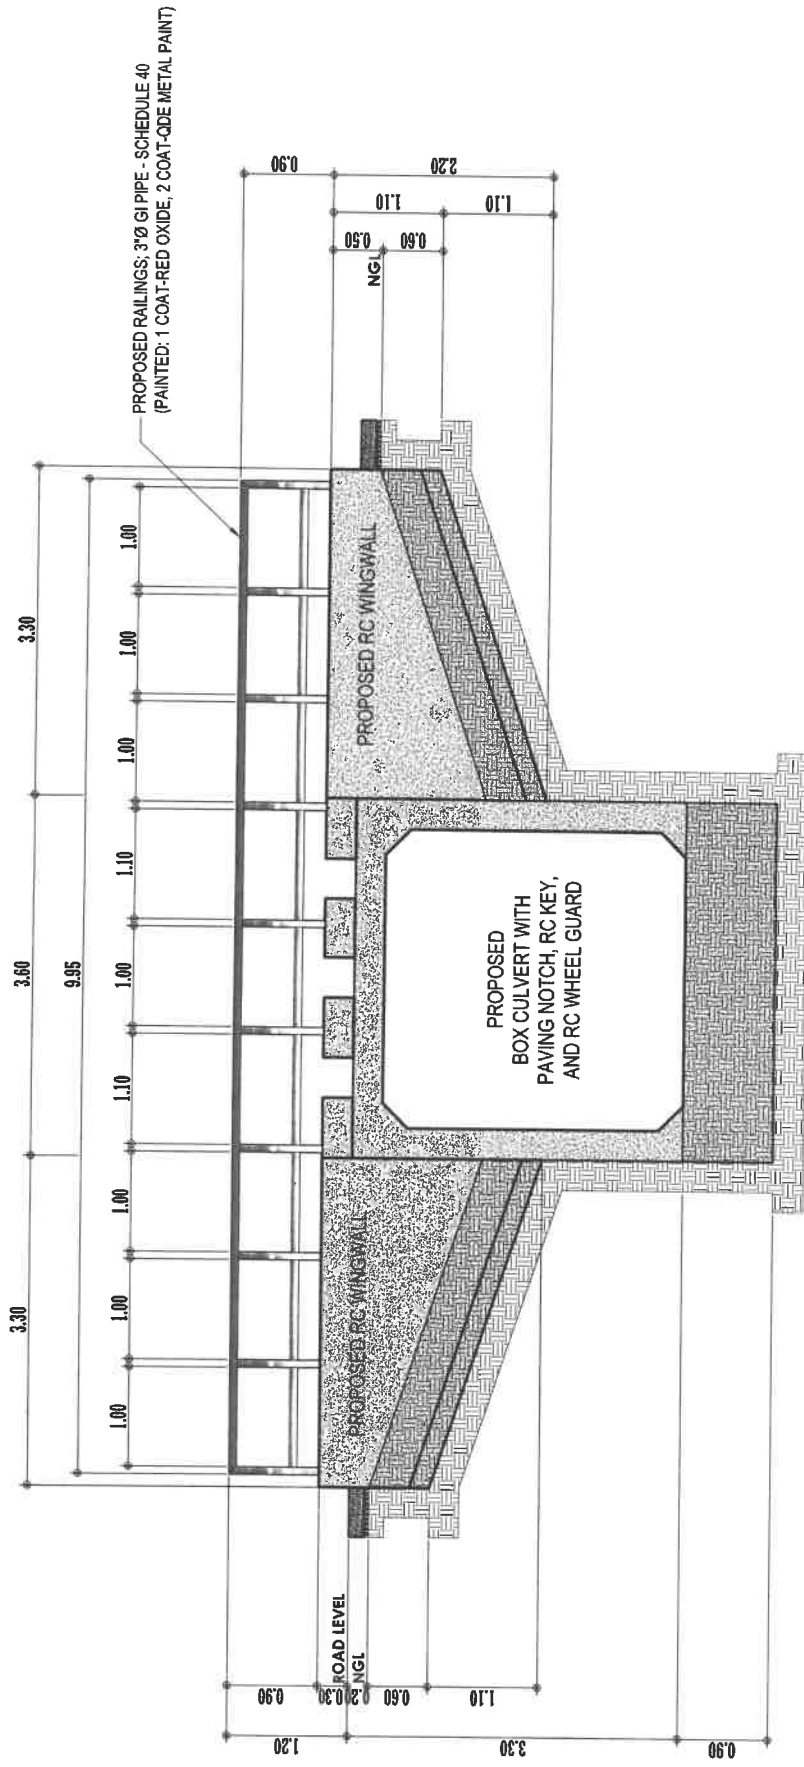 PROPOSED RAILINGS; 3"Ø GI PIPE - SCHEDULE 40
(PAINTED: 1 COAT-RED OXIDE, 2 COAT-QDE METAL PAINT)
3.30
3.60
3.30
9.95
1.00
1.00
1.00
1.10
1.00
1.10
1.00
1.00
1.00
0.90
0.30
ROAD LEVEL
0.20
NGL
0.60
1.10
1.20
3.30
0.90
0.90
2.20
1.10
1.10
0.50
0.60
NGL
PROPOSED RC WINGWALL
PROPOSED RC WINGWALL
PROPOSED
BOX CULVERT WITH
PAVING NOTCH, RC KEY,
AND RC WHEEL GUARD